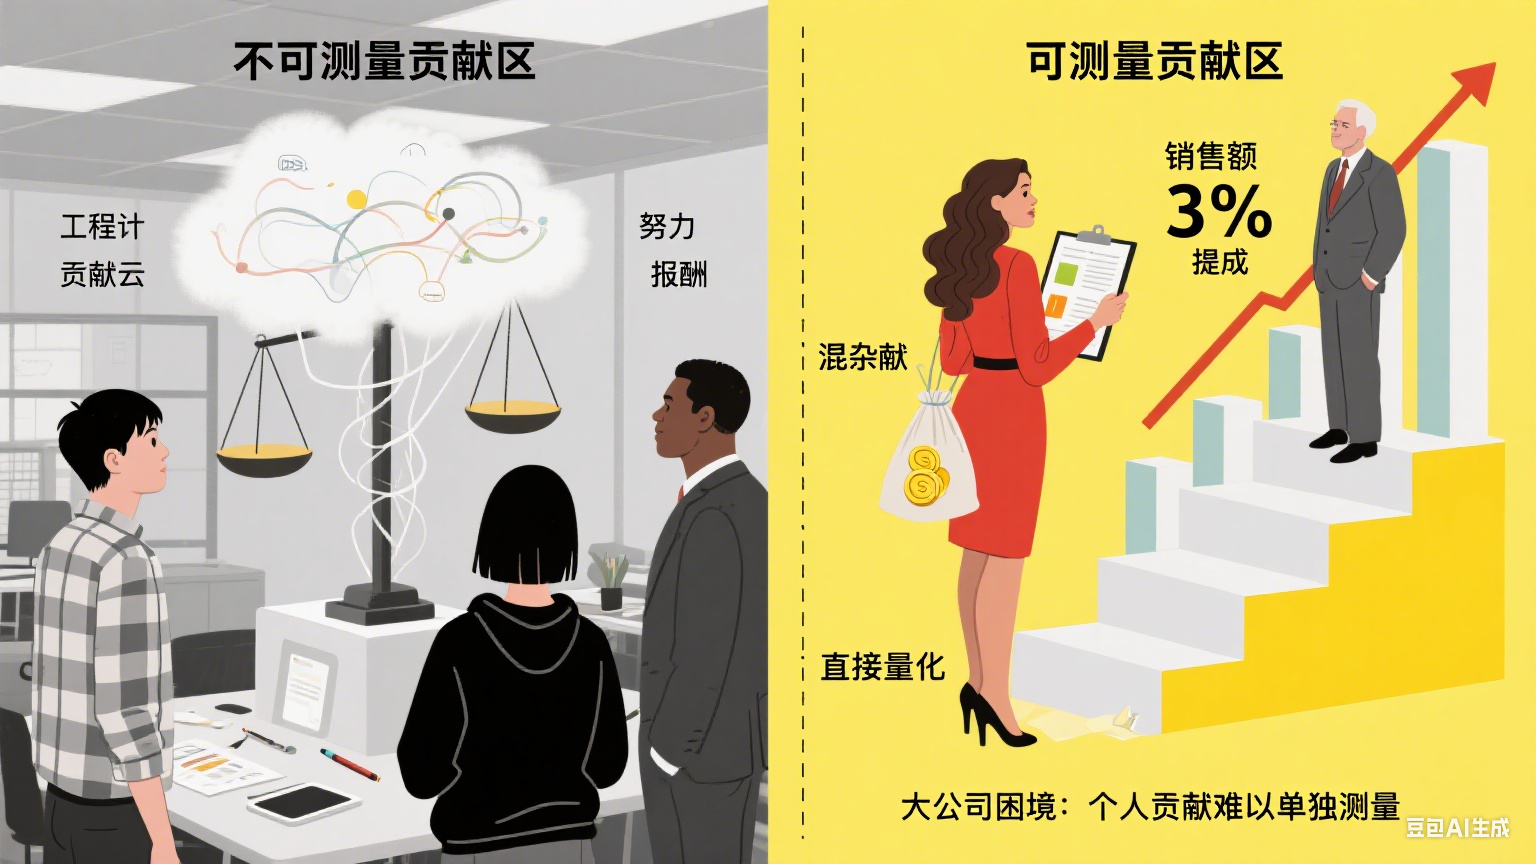 不可测量贡献区
工程计
贡献云
努力
报酬
可测量贡献区
销售额
3%
提成
混杂献
直接量化
大公司困境：个人贡献难以单独测量
豆包AI生成